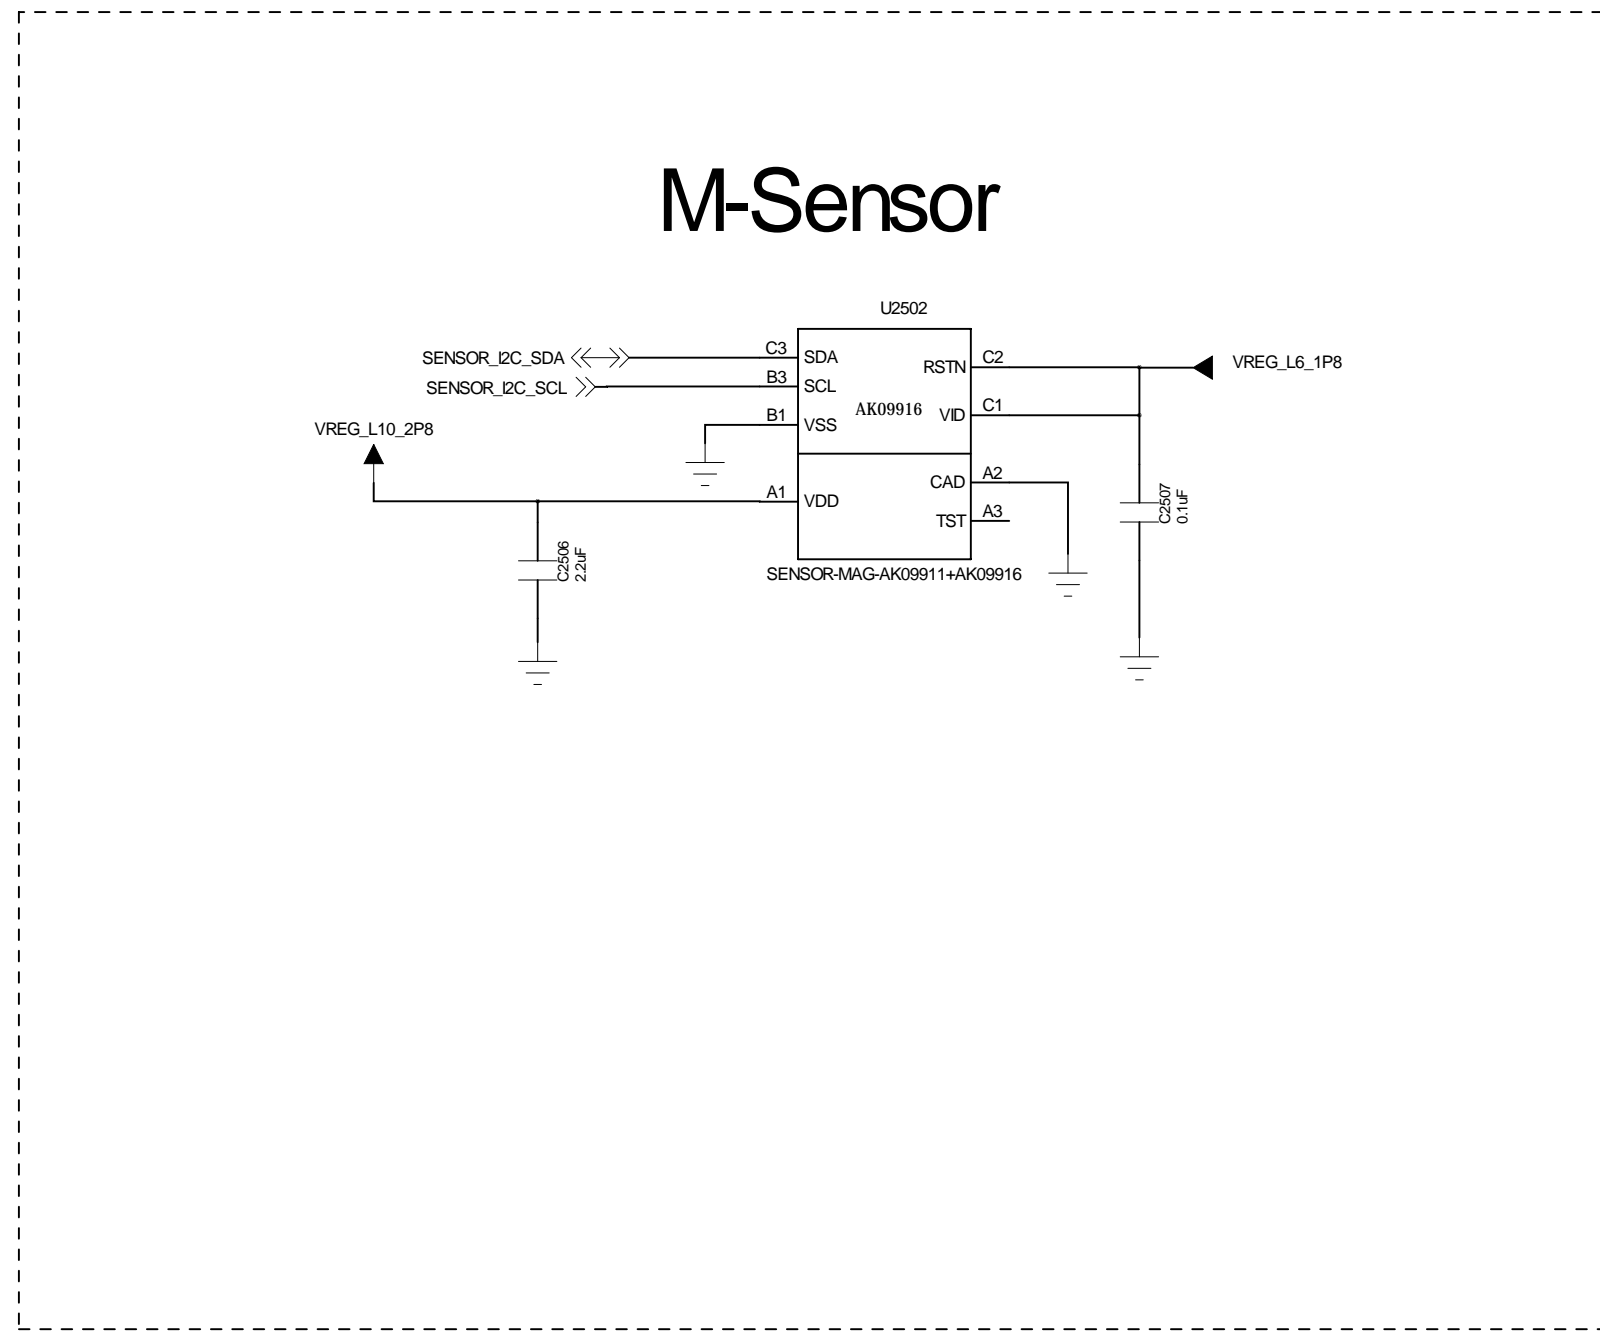 M-Sensor
U2502
SENSOR_I2C_SDA
C3
SDA
RSTN
C2
VREG_L6_1P8
SENSOR_I2C_SCL
B3
SCL
AK09916
VID
C1
B1
VSS
VREG_L10_2P8
CAD
A2
A1
VDD
TST
A3
C2507
0.1uF
C2506
2.2uF
SENSOR-MAG-AK09911+AK09916